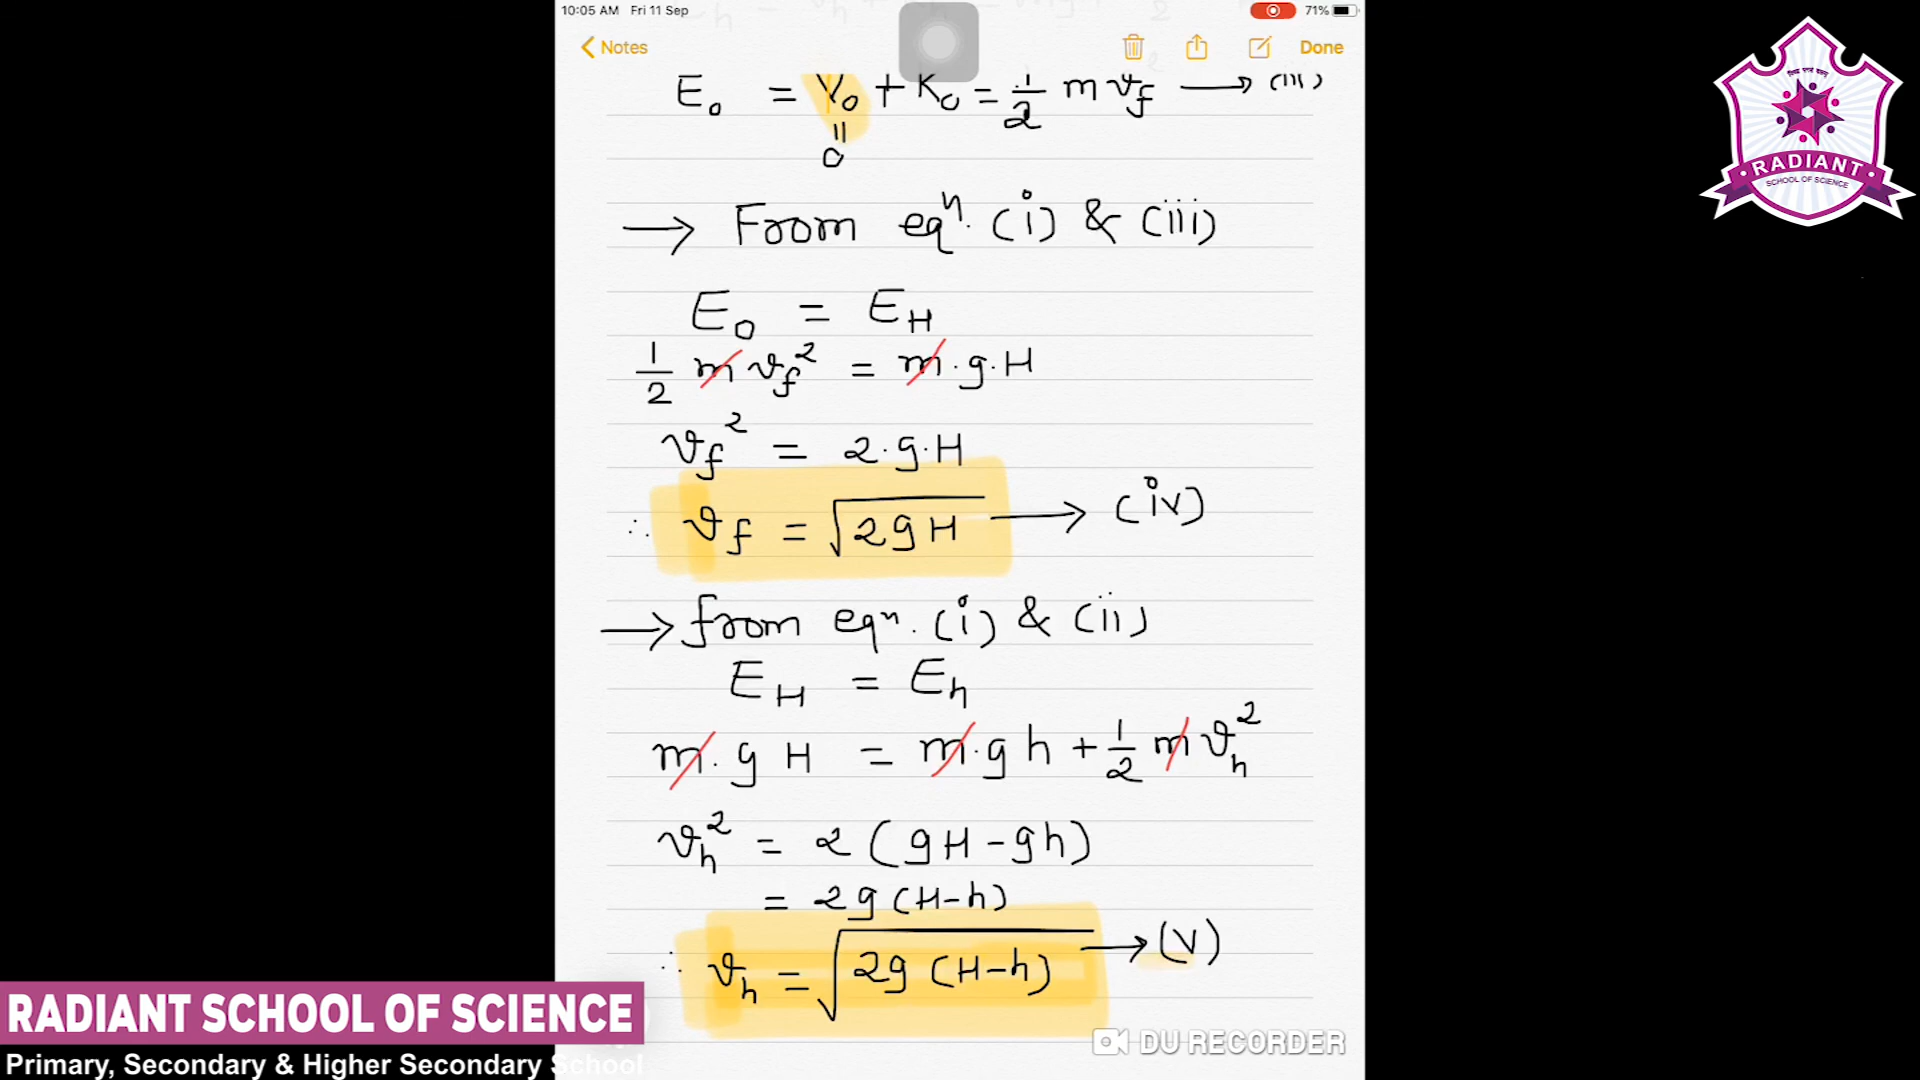 10:05 AM Fri 11 Sep 71%
Notes Done
E₀ = V₀ + K₀ = 1/2 m v_f → (iii)
॥
0
→ From eqⁿ. (i) & (iii)
E₀ = E_H
1/2 m v_f² = m·g·H
v_f² = 2·g·H
∴ v_f = √2gH → (iv)
→ from eqⁿ. (i) & (ii)
E_H = E_h
m·g H = m·g h + 1/2 m v_h²
v_h² = 2 (gH - gh)
= 2g (H-h)
∴ v_h = √2g (H-h) → (v)
DU RECORDER
RADIANT
SCHOOL OF SCIENCE
RADIANT SCHOOL OF SCIENCE
Primary, Secondary & Higher Secondary School